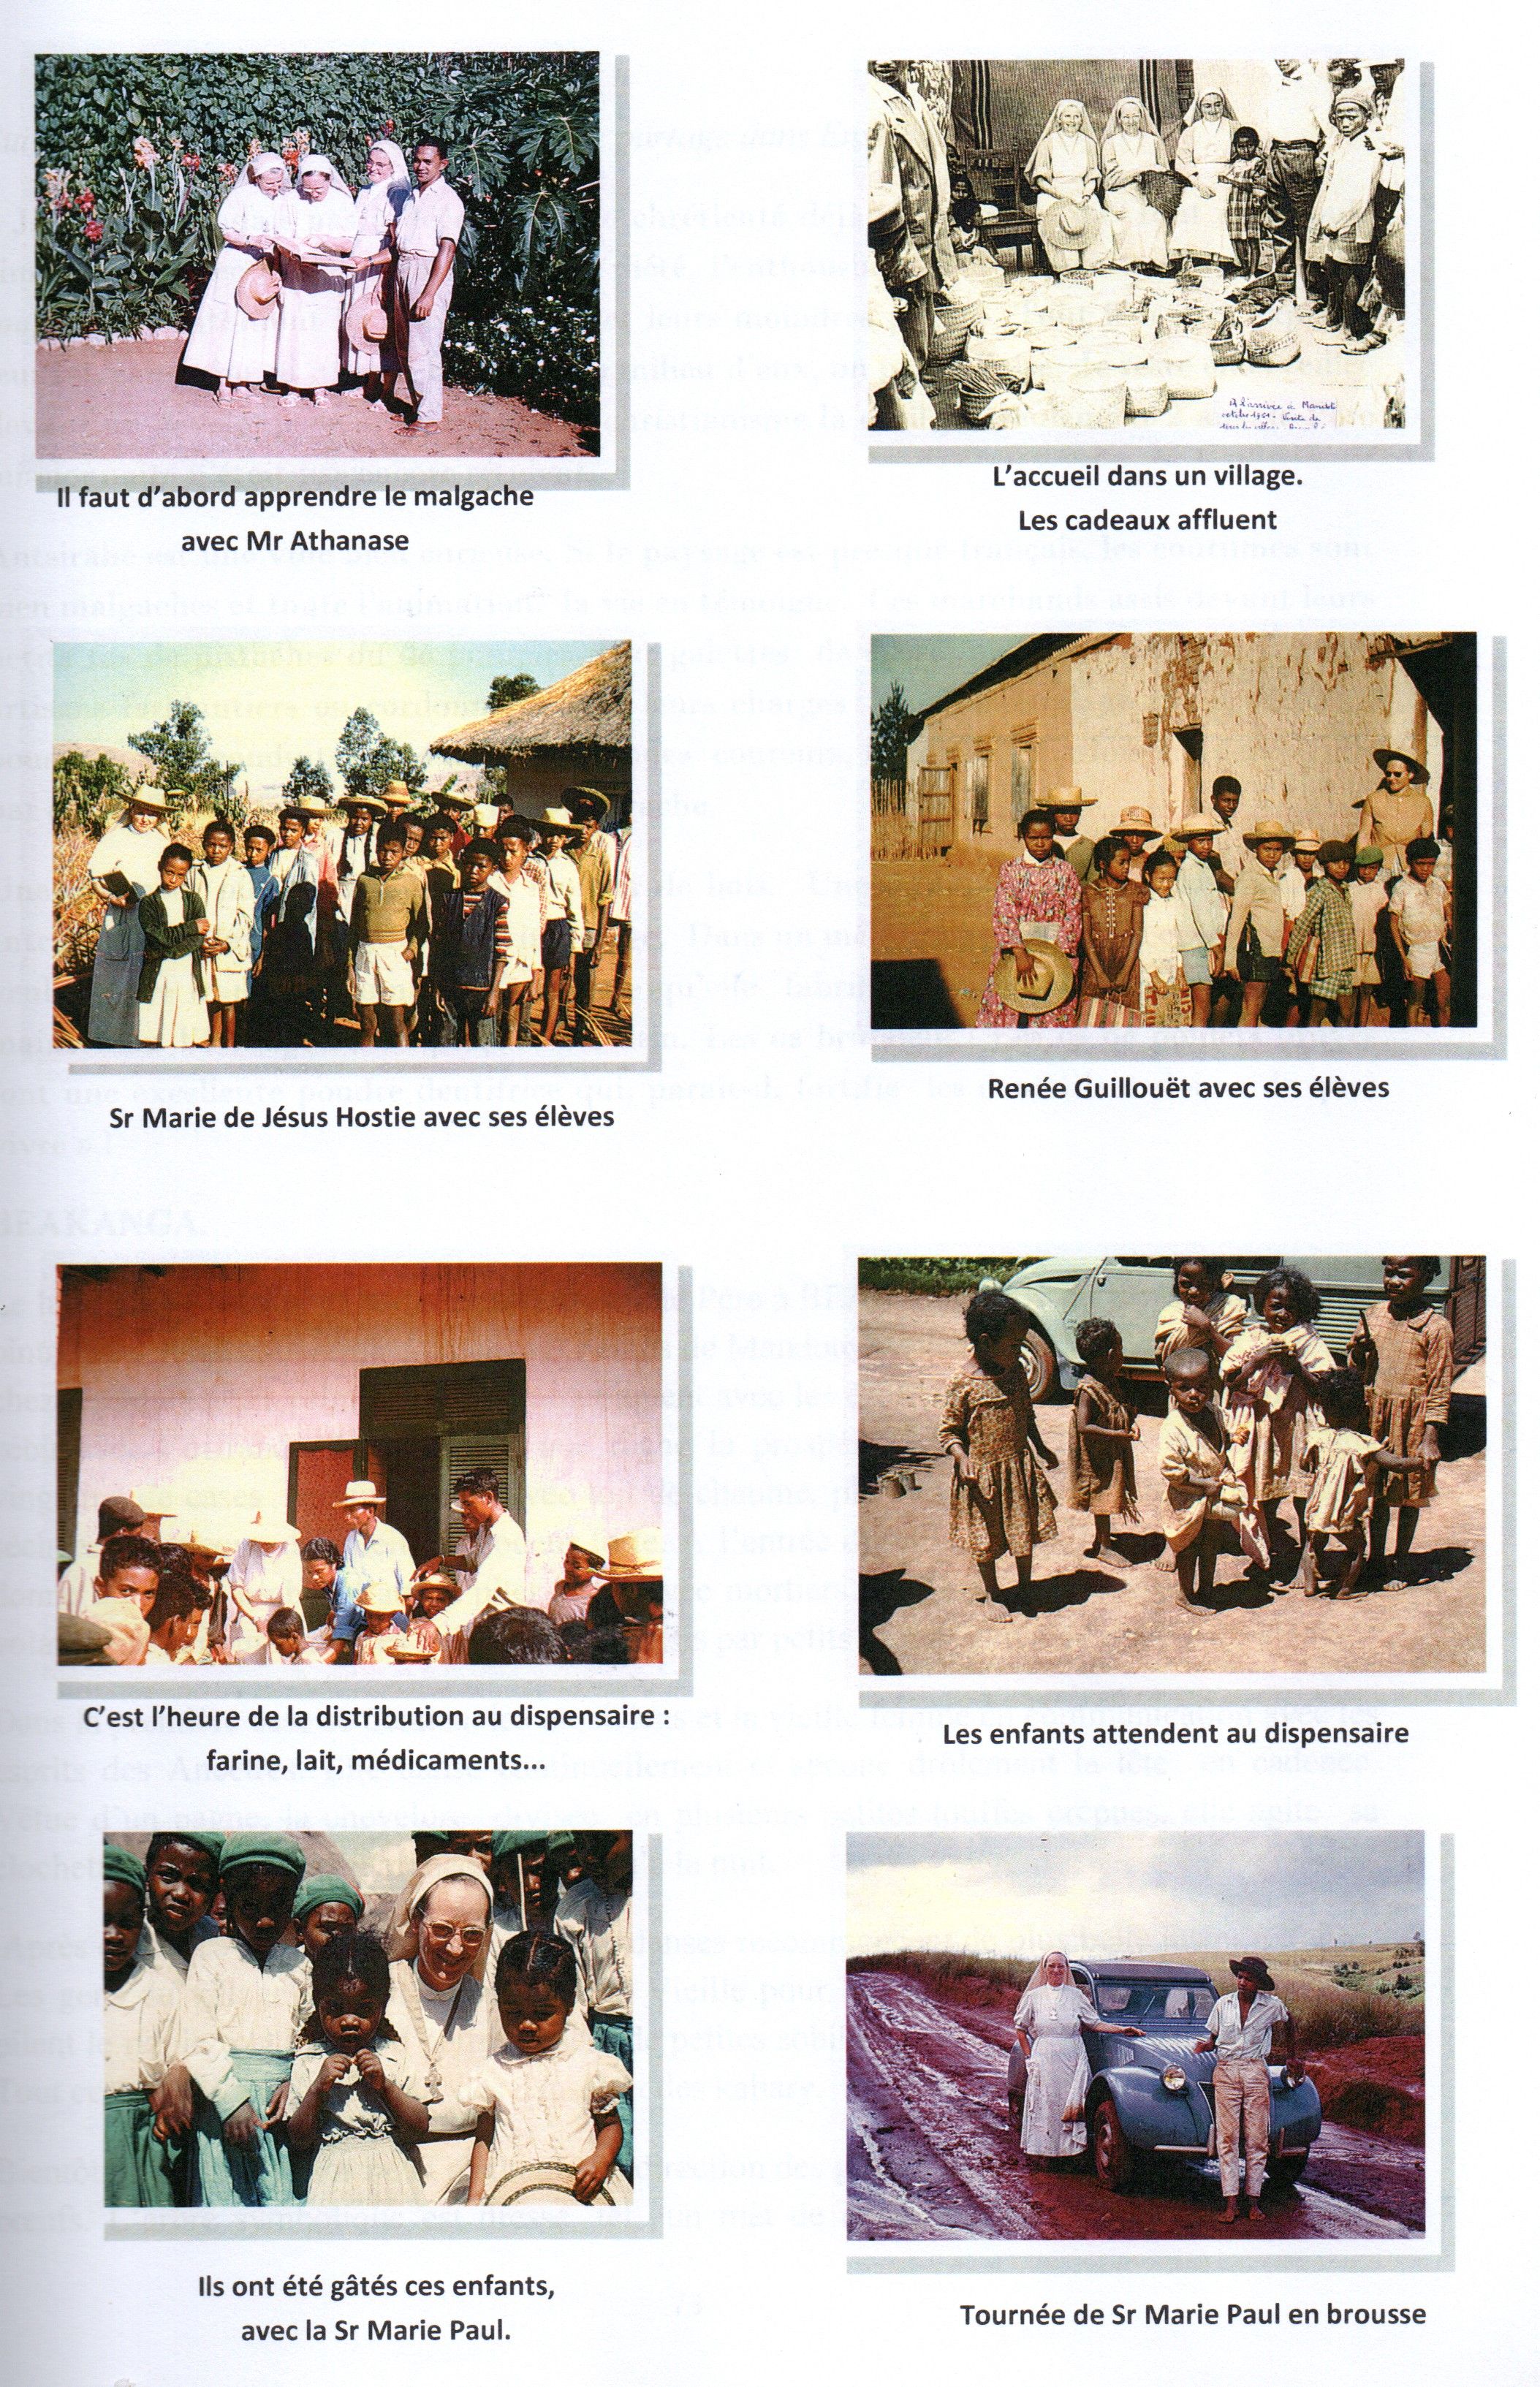 Il faut d'abord apprendre le malgache
avec Mr Athanase
A l'arrivée à
octobre 1951 - Visite de
L'accueil dans un village.
Les cadeaux affluent
Sr Marie de Jésus Hostie avec ses élèves
Renée Guillouët avec ses élèves
C'est l'heure de la distribution au dispensaire :
farine, lait, médicaments...
Les enfants attendent au dispensaire
Ils ont été gâtés ces enfants,
avec la Sr Marie Paul.
Tournée de Sr Marie Paul en brousse